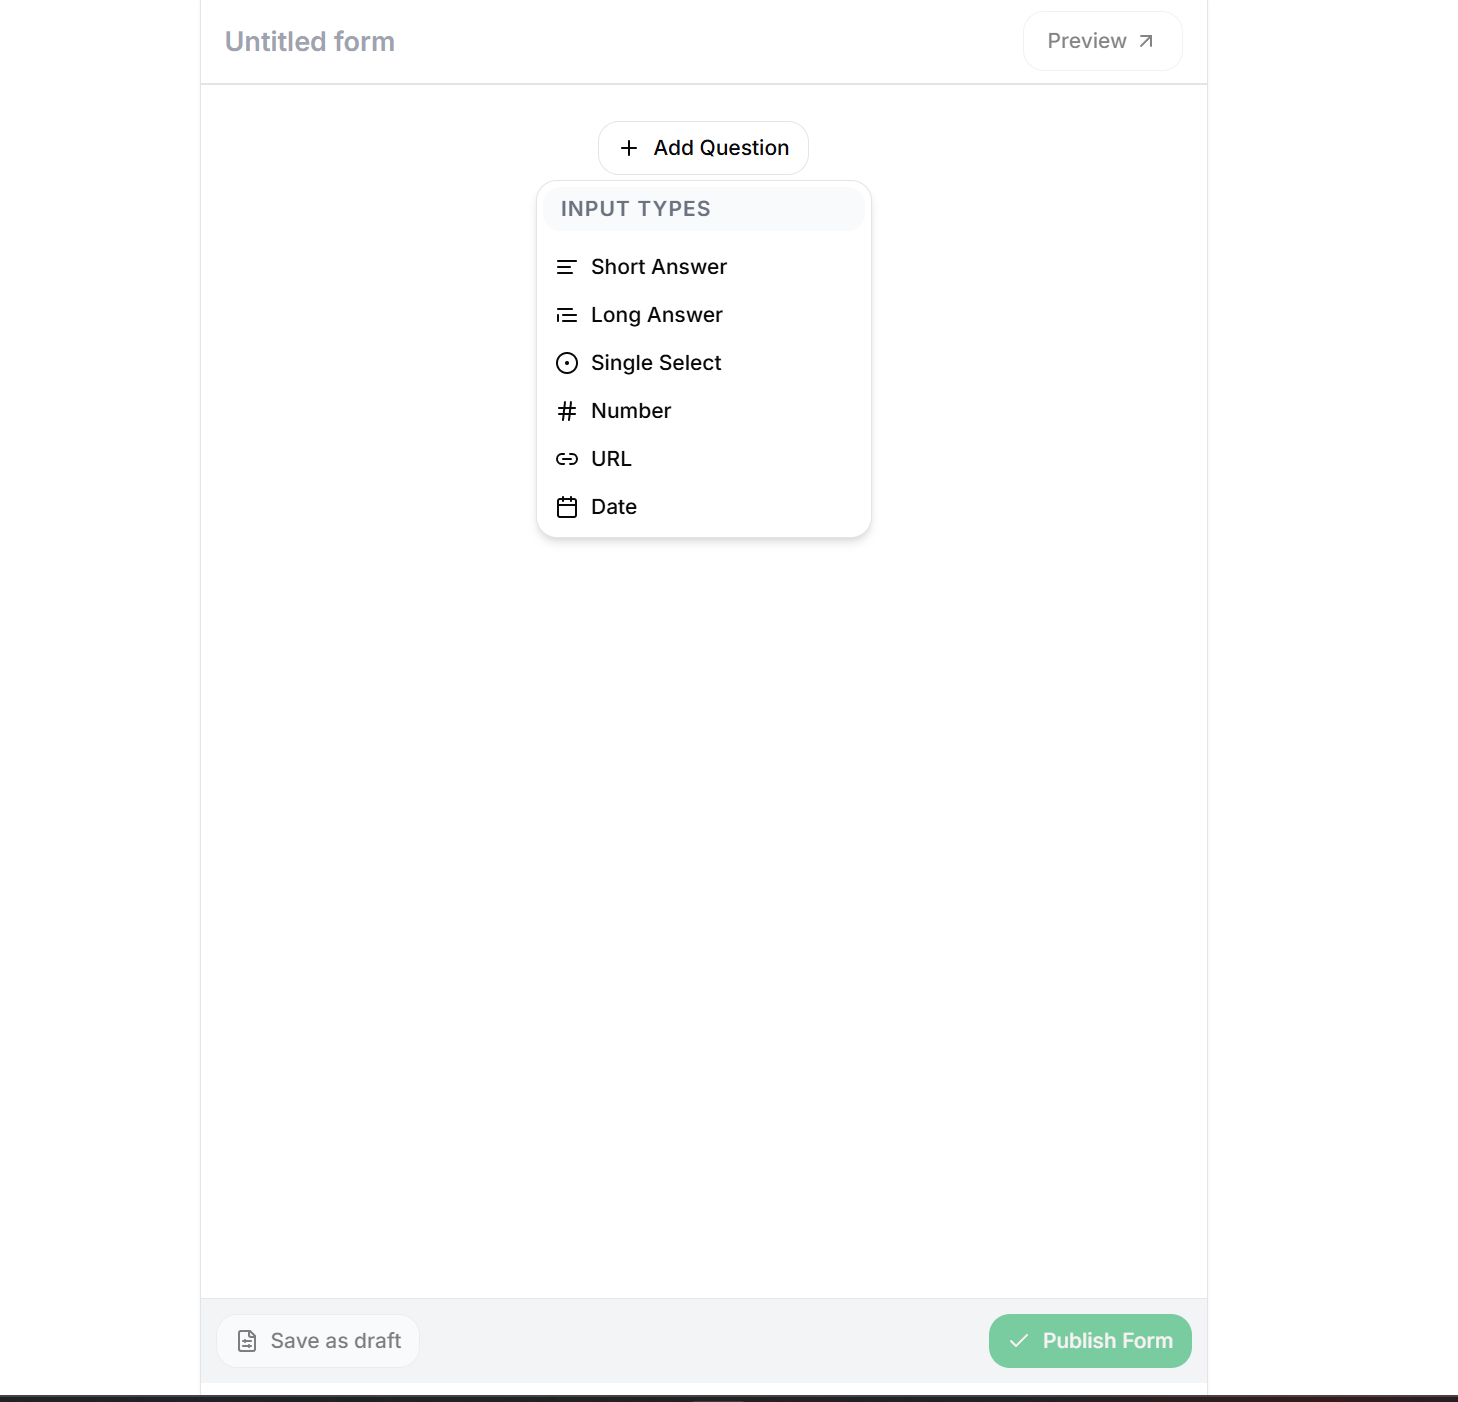 Untitled form
Preview
Add Question
INPUT TYPES
Short Answer
Long Answer
Single Select
Number
URL
Date
Save as draft
Publish Form